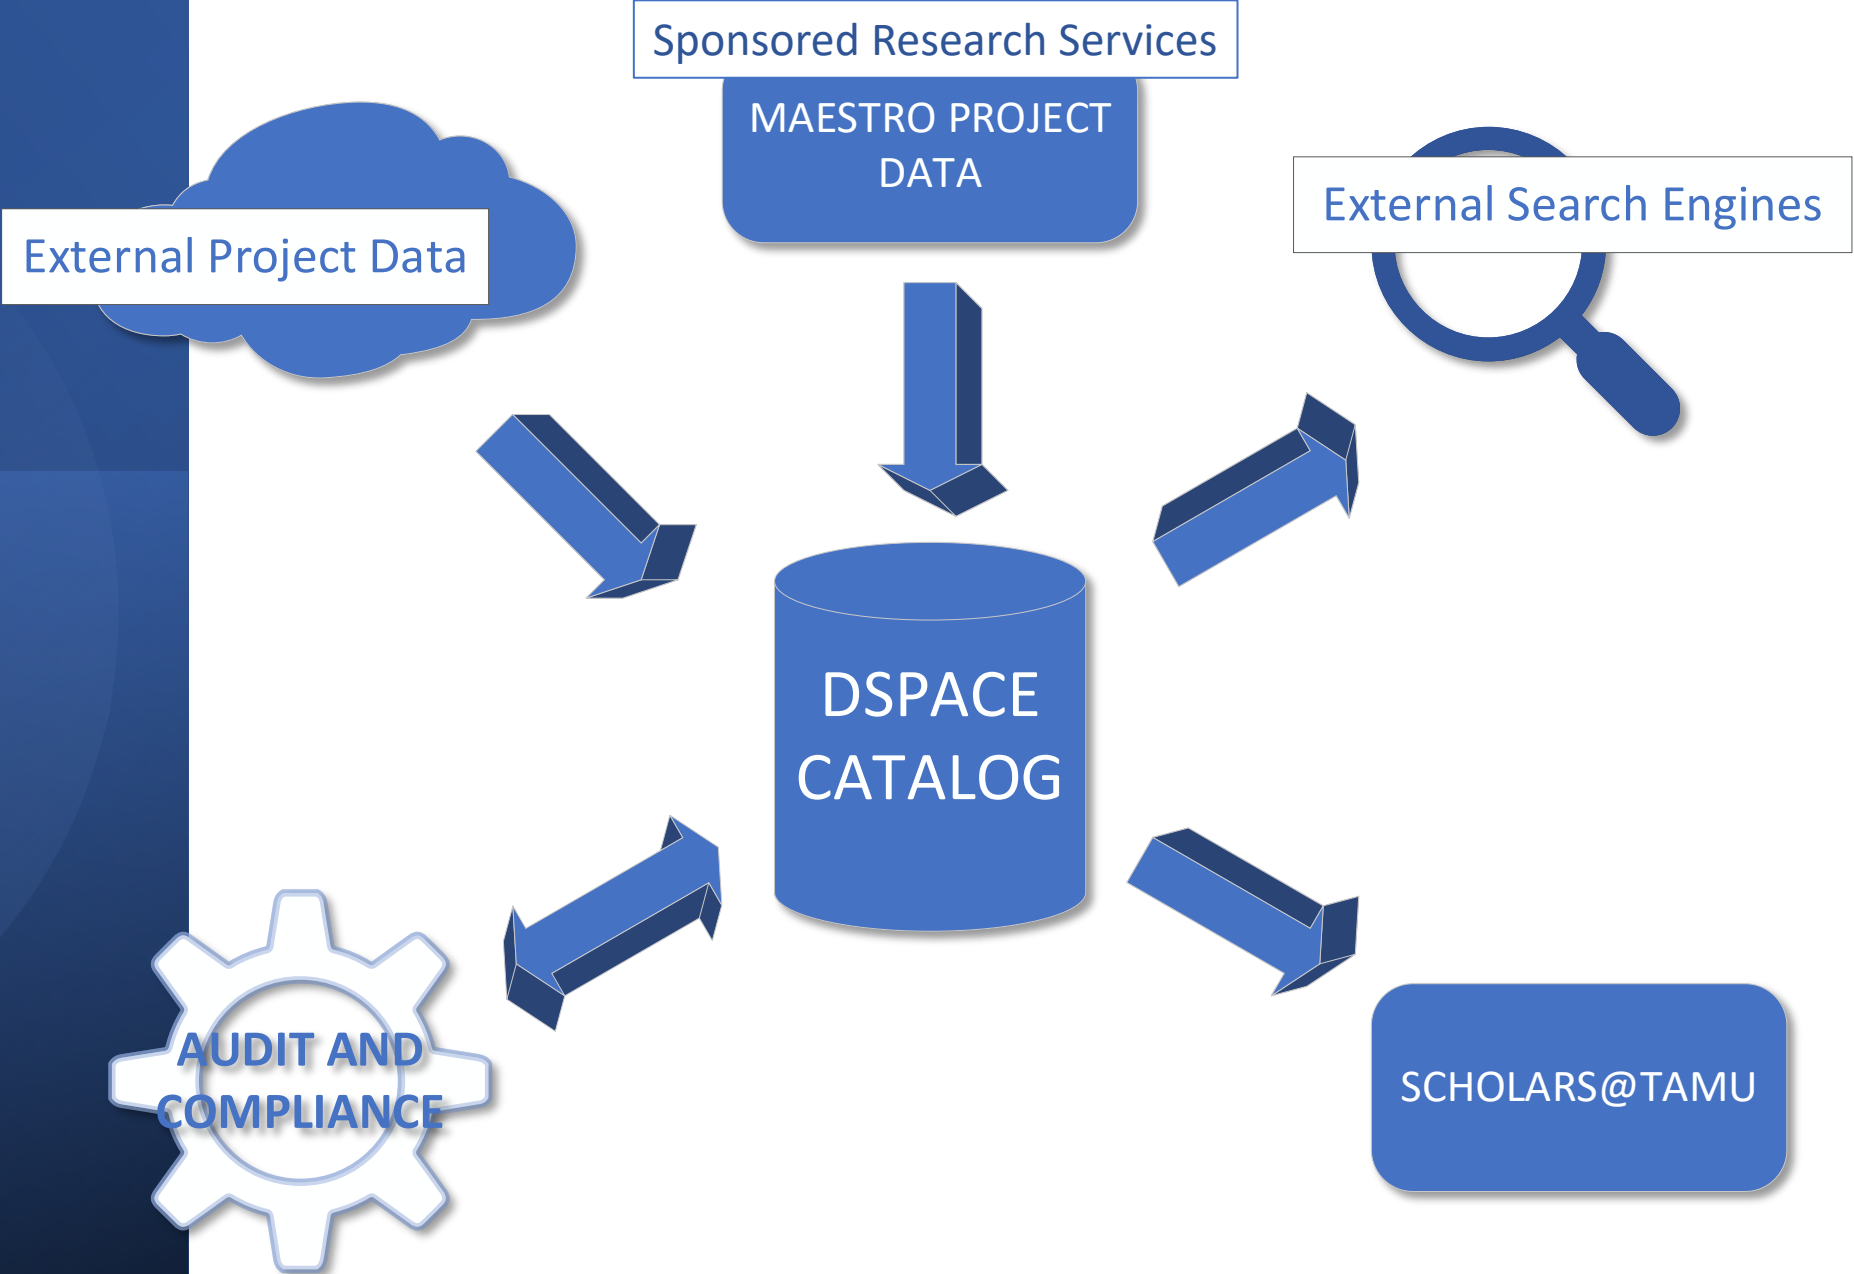 Sponsored Research Services
MAESTRO PROJECT
DATA
External Search Engines
External Project Data
DSPACE
CATALOG
AUDIT AND
COMPLIANCE
SCHOLARS@TAMU